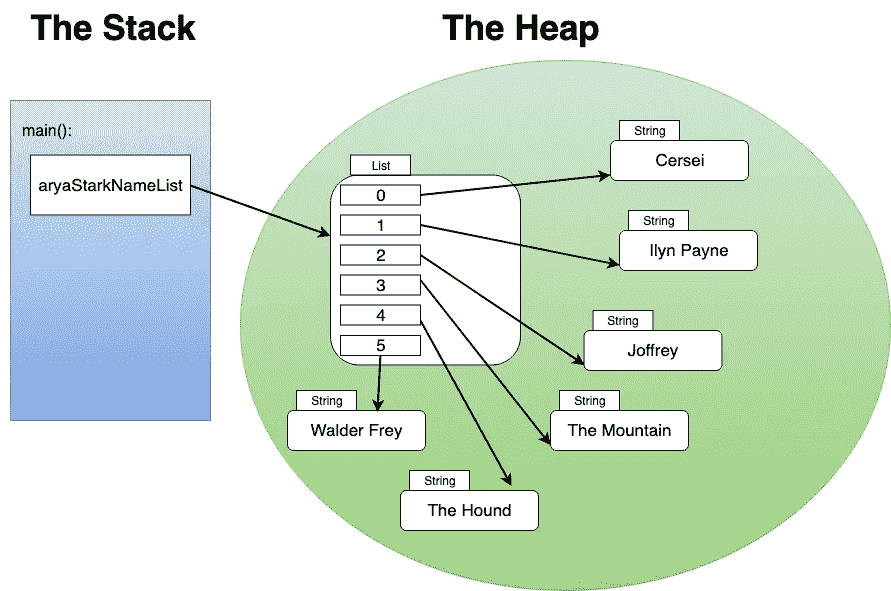 The Stack
The Heap
main():
aryaStarkNameList
List
0
1
2
3
4
5
String
Cersei
String
Ilyn Payne
String
Joffrey
String
The Mountain
String
The Hound
String
Walder Frey